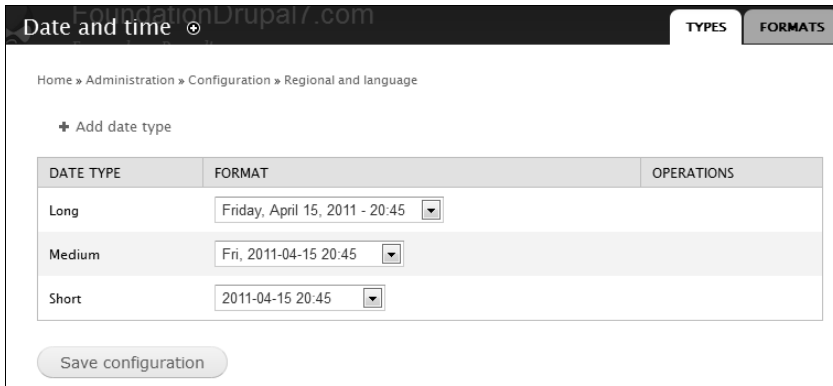 FoundationDrupal7.com
Date and time
TYPES
FORMATS
Home » Administration » Configuration » Regional and language
+ Add date type
DATE TYPE FORMAT OPERATIONS
Long Friday, April 15, 2011 - 20:45
Medium Fri, 2011-04-15 20:45
Short 2011-04-15 20:45
Save configuration